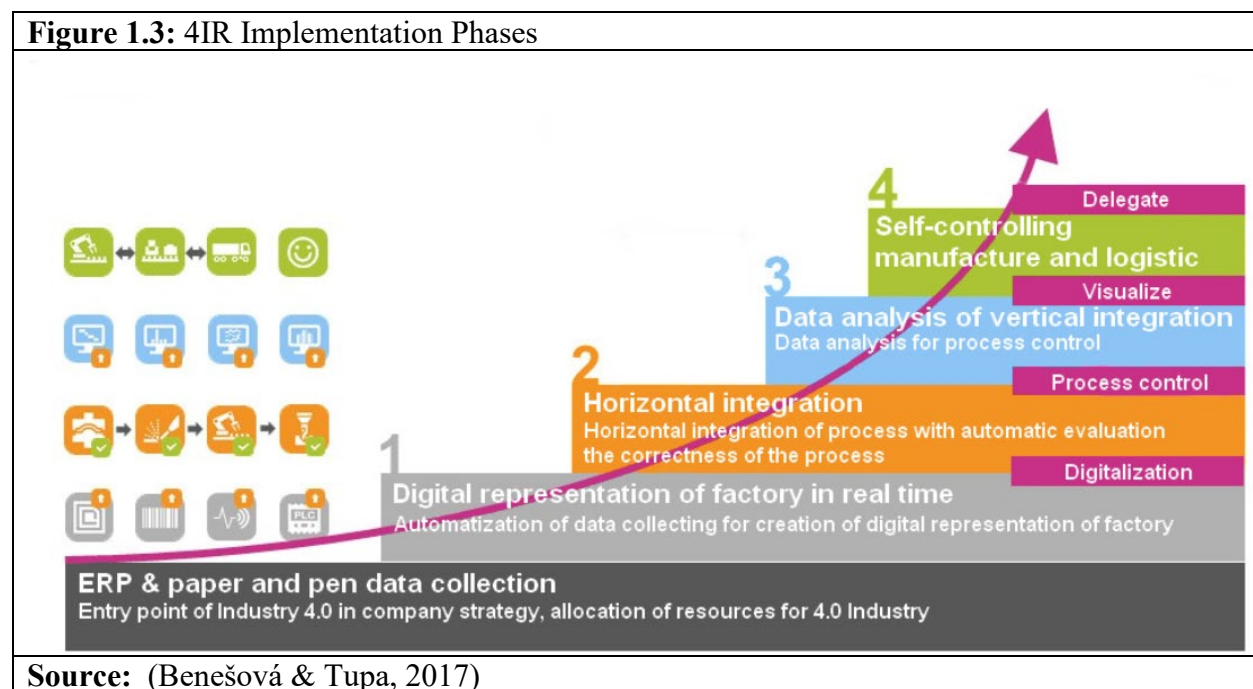 Figure 1.3: 4IR Implementation Phases
4
Delegate
Self-controlling
manufacture and logistic
3
Visualize
Data analysis of vertical integration
Data analysis for process control
2
Process control
Horizontal integration
Horizontal integration of process with automatic evaluation
the correctness of the process
1
Digitalization
Digital representation of factory in real time
Automatization of data collecting for creation of digital representation of factory
PLC
ERP & paper and pen data collection
Entry point of Industry 4.0 in company strategy, allocation of resources for 4.0 Industry
Source: (Benešová & Tupa, 2017)